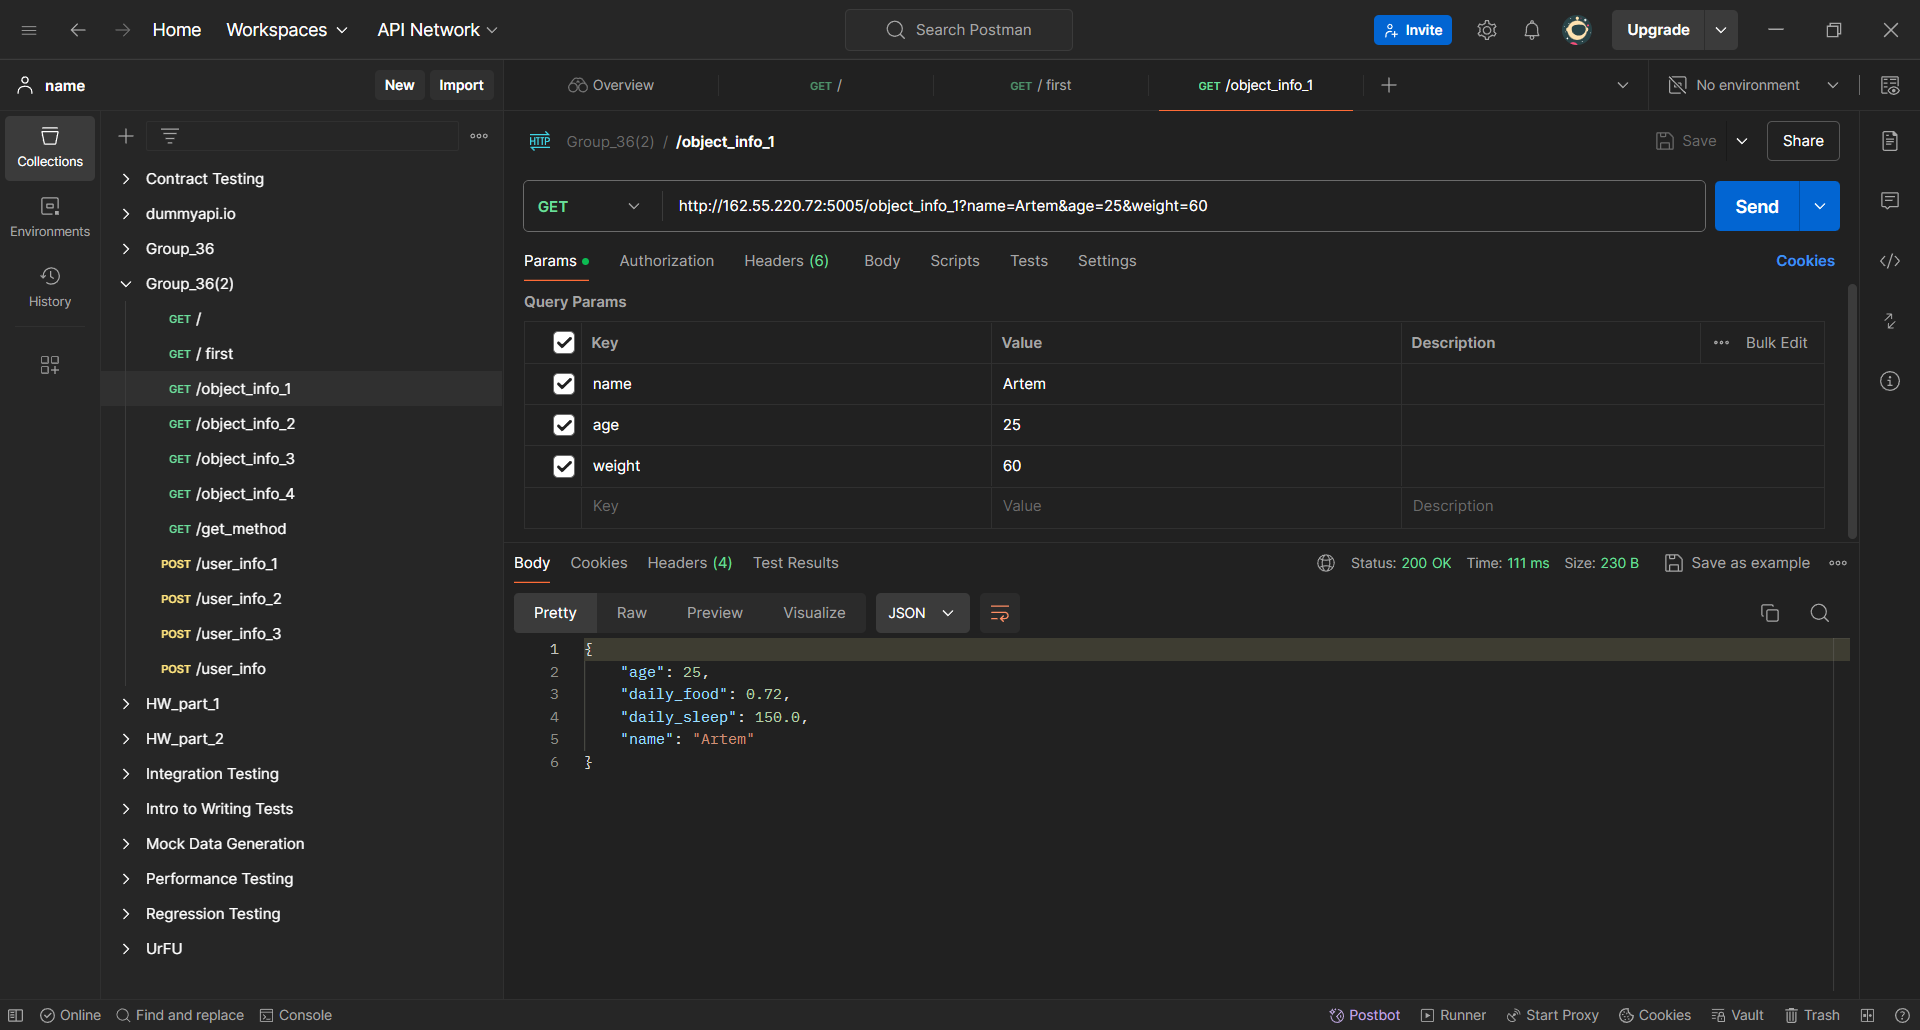 Home Workspaces API Network Search Postman Invite Upgrade
name New Import Overview GET / GET / first GET /object_info_1 No environment
Collections
Environments
History
Contract Testing
dummyapi.io
Group_36
Group_36(2)
GET /
GET / first
GET /object_info_1
GET /object_info_2
GET /object_info_3
GET /object_info_4
GET /get_method
POST /user_info_1
POST /user_info_2
POST /user_info_3
POST /user_info
HW_part_1
HW_part_2
Integration Testing
Intro to Writing Tests
Mock Data Generation
Performance Testing
Regression Testing
UrFU
HTTP Group_36(2) / /object_info_1 Save Share
GET http://162.55.220.72:5005/object_info_1?name=Artem&age=25&weight=60 Send
Params Authorization Headers (6) Body Scripts Tests Settings Cookies
Query Params
Key Value Description Bulk Edit
name Artem
age 25
weight 60
Key Value Description
Body Cookies Headers (4) Test Results Status: 200 OK Time: 111 ms Size: 230 B Save as example
Pretty Raw Preview Visualize JSON
1 {
2 "age": 25,
3 "daily_food": 0.72,
4 "daily_sleep": 150.0,
5 "name": "Artem"
6 }
Online Find and replace Console Postbot Runner Start Proxy Cookies Vault Trash